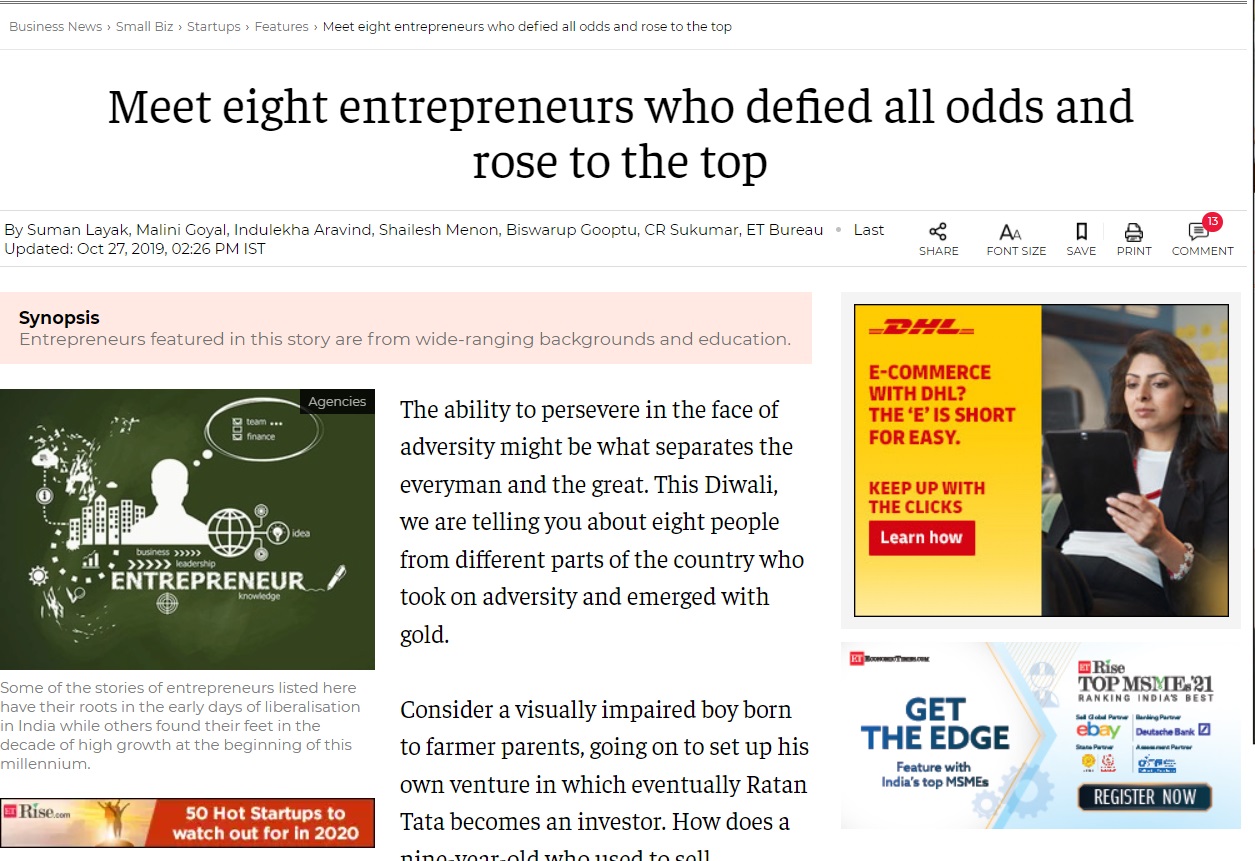 Business News › Small Biz › Startups › Features › Meet eight entrepreneurs who defied all odds and rose to the top
Meet eight entrepreneurs who defied all odds and
rose to the top
By Suman Layak, Malini Goyal, Indulekha Aravind, Shailesh Menon, Biswarup Gooptu, CR Sukumar, ET Bureau • Last
Updated: Oct 27, 2019, 02:26 PM IST
SHARE
FONT SIZE
SAVE
PRINT
13
COMMENT
Synopsis
Entrepreneurs featured in this story are from wide-ranging backgrounds and education.
Agencies
team
finance
idea
business
leadership
ENTREPRENEUR
knowledge
Some of the stories of entrepreneurs listed here
have their roots in the early days of liberalisation
in India while others found their feet in the
decade of high growth at the beginning of this
millennium.
ET Rise.com
50 Hot Startups to
watch out for in 2020
The ability to persevere in the face of
adversity might be what separates the
everyman and the great. This Diwali,
we are telling you about eight people
from different parts of the country who
took on adversity and emerged with
gold.
Consider a visually impaired boy born
to farmer parents, going on to set up his
own venture in which eventually Ratan
Tata becomes an investor. How does a
nine-year-old who used to sell
DHL
E-COMMERCE
WITH DHL?
THE ‘E’ IS SHORT
FOR EASY.
KEEP UP WITH
THE CLICKS
Learn how
ET EconomicTimes.com
GET
THE EDGE
Feature with
India's top MSMEs
ET Rise
TOP MSMEs'21
RANKING INDIA'S BEST
Sell Global Partner
Banking Partner
ebay
Deutsche Bank
State Partner
Assessment Partner
REGISTER NOW